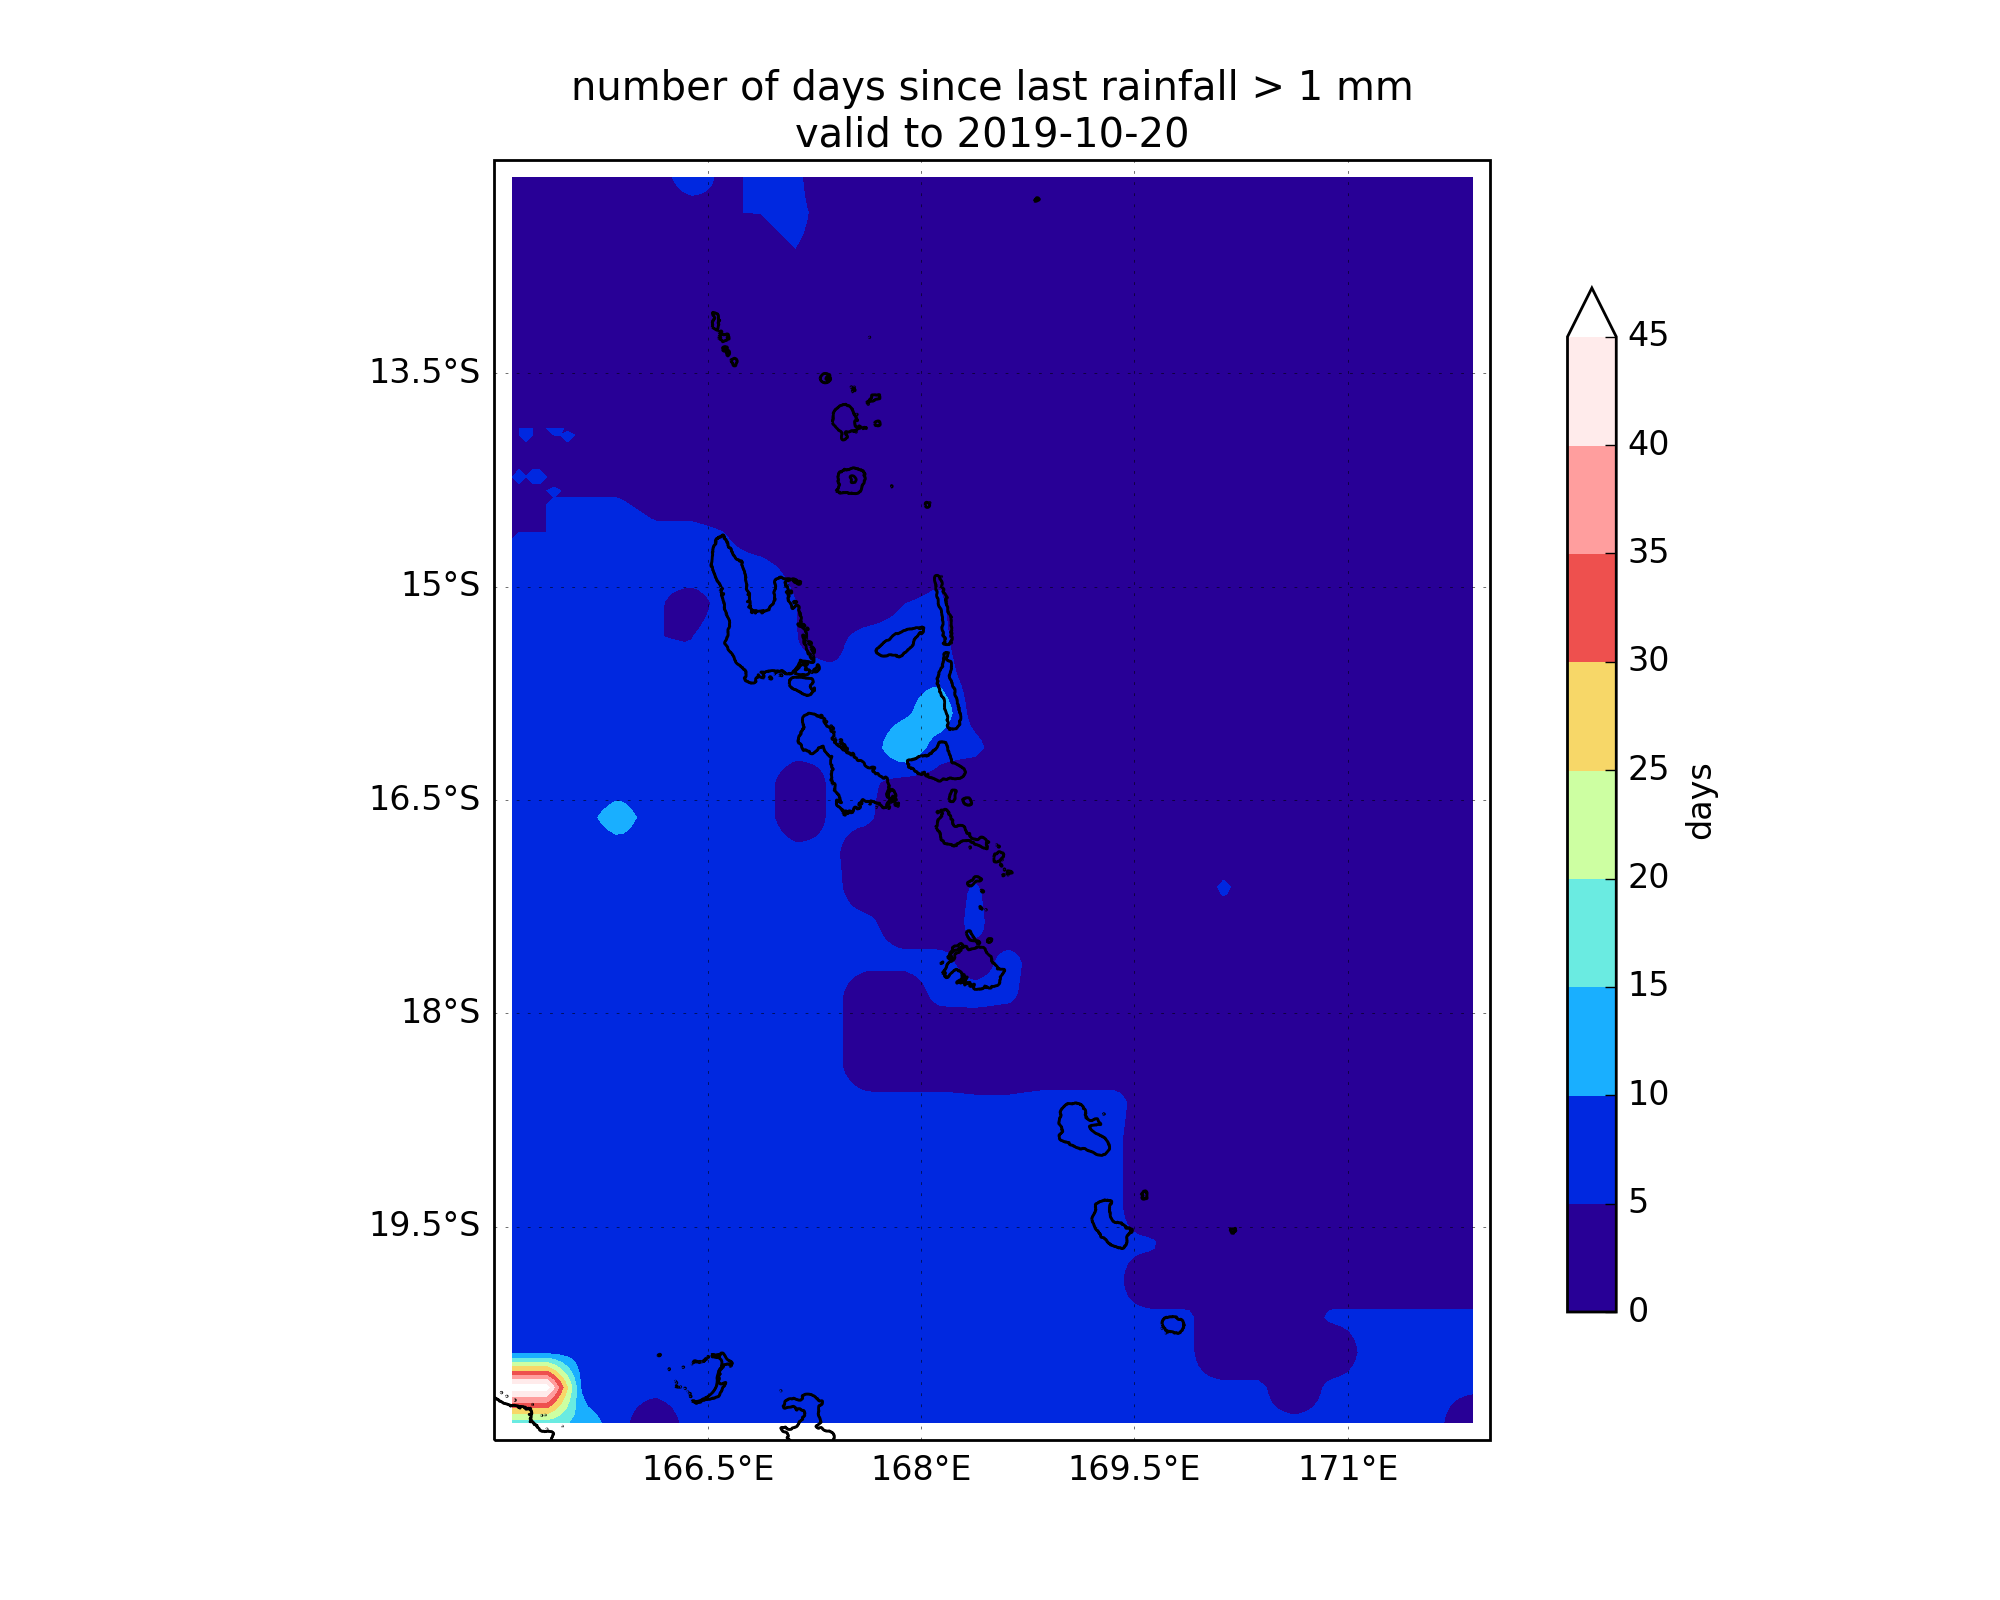 number of days since last rainfall > 1 mm
valid to 2019-10-20
13.5°S
15°S
16.5°S
18°S
19.5°S
166.5°E
168°E
169.5°E
171°E
45
40
35
30
25
20
15
10
5
0
days